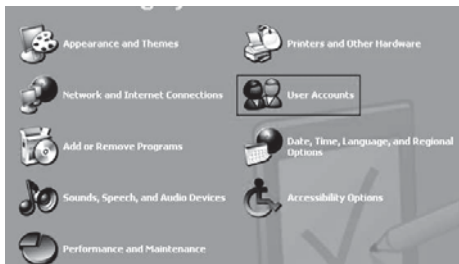 Appearance and Themes
Printers and Other Hardware
Network and Internet Connections
User Accounts
Add or Remove Programs
Date, Time, Language, and Regional
Options
Sounds, Speech, and Audio Devices
Accessibility Options
Performance and Maintenance